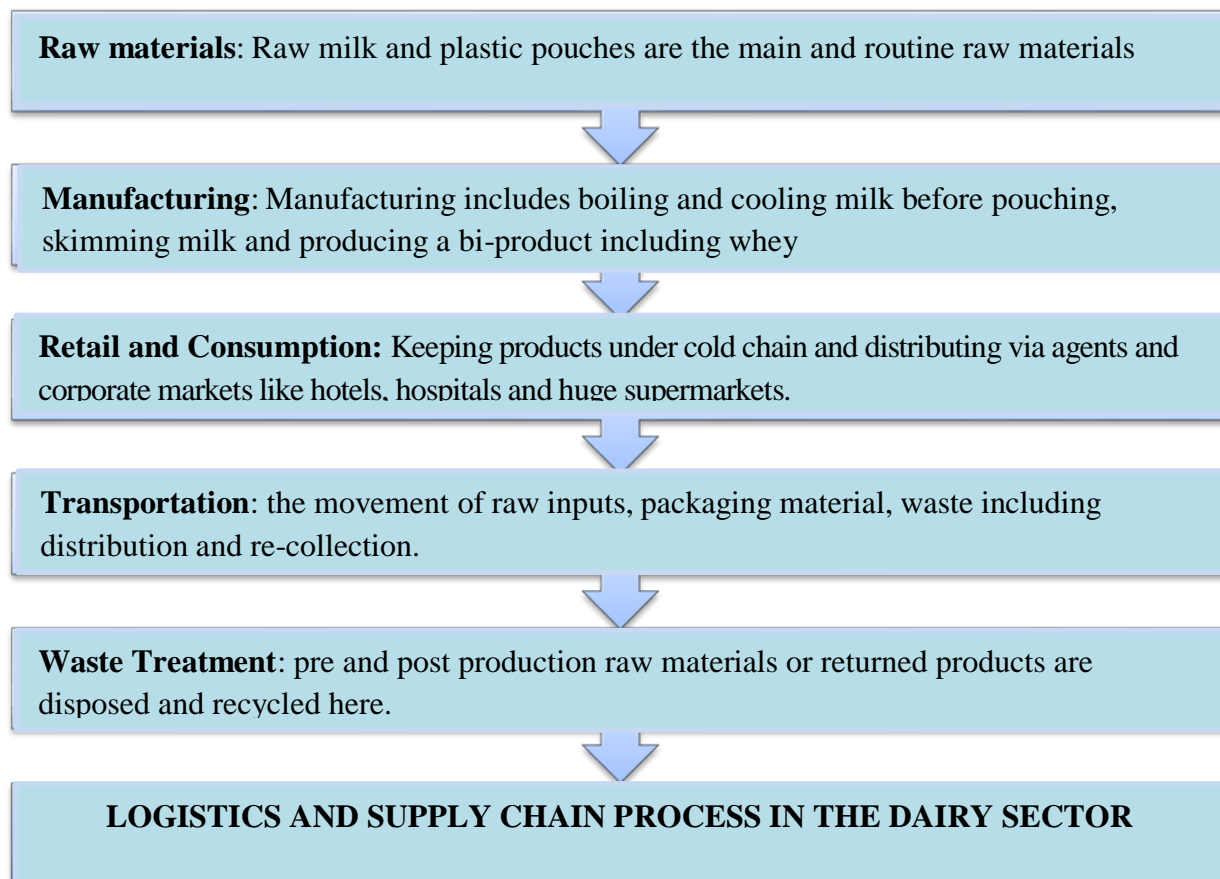 Raw materials: Raw milk and plastic pouches are the main and routine raw materials
Manufacturing: Manufacturing includes boiling and cooling milk before pouching,
skimming milk and producing a bi-product including whey
Retail and Consumption: Keeping products under cold chain and distributing via agents and
corporate markets like hotels, hospitals and huge supermarkets.
Transportation: the movement of raw inputs, packaging material, waste including
distribution and re-collection.
Waste Treatment: pre and post production raw materials or returned products are
disposed and recycled here.
LOGISTICS AND SUPPLY CHAIN PROCESS IN THE DAIRY SECTOR